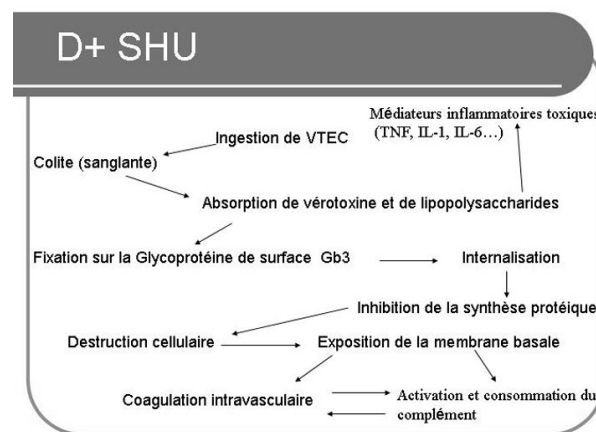 D+ SHU
Médiateurs inflammatoires toxiques
(TNF, IL-1, IL-6…)
Ingestion de VTEC
Colite (sanglante)
Absorption de vérotoxine et de lipopolysaccharides
Fixation sur la Glycoprotéine de surface Gb3
Internalisation
Inhibition de la synthèse protéique
Destruction cellulaire
Exposition de la membrane basale
Coagulation intravasculaire
Activation et consommation du
complément